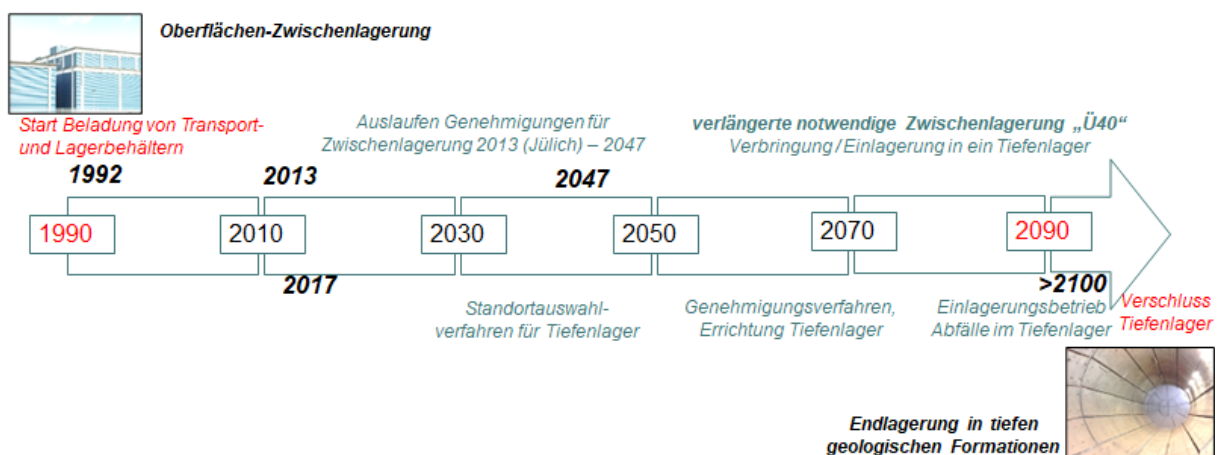 Oberflächen-Zwischenlagerung
Start Beladung von Transport-
und Lagerbehältern
Auslaufen Genehmigungen für
Zwischenlagerung 2013 (Jülich) – 2047
verlängerte notwendige Zwischenlagerung „Ü40“
Verbringung / Einlagerung in ein Tiefenlager
1992
2013
2047
1990
2010
2030
2050
2070
2090
2017
>2100
Standortauswahl-
verfahren für Tiefenlager
Genehmigungsverfahren,
Errichtung Tiefenlager
Einlagerungsbetrieb
Abfälle im Tiefenlager
Verschluss
Tiefenlager
Endlagerung in tiefen
geologischen Formationen